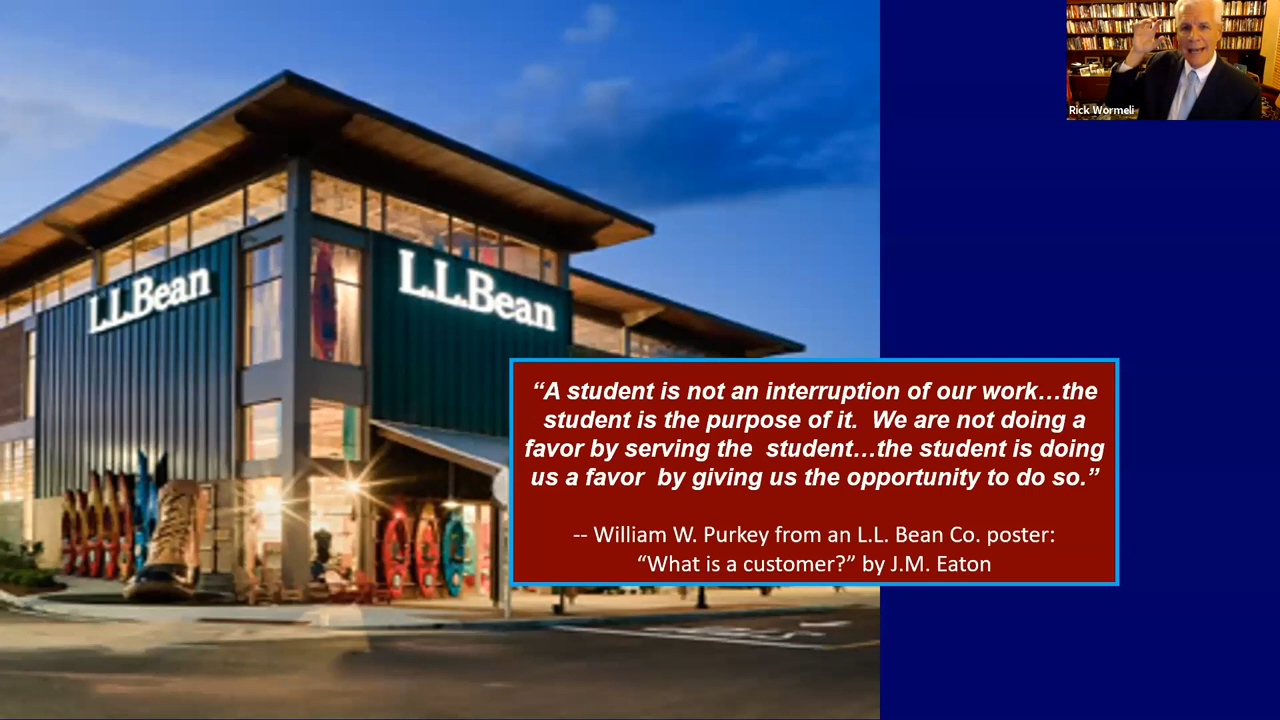 Rick Wormeli
L.L.Bean
L.L.Bean
“A student is not an interruption of our work…the
student is the purpose of it.  We are not doing a
favor by serving the  student…the student is doing
us a favor  by giving us the opportunity to do so.”
-- William W. Purkey from an L.L. Bean Co. poster:
“What is a customer?” by J.M. Eaton